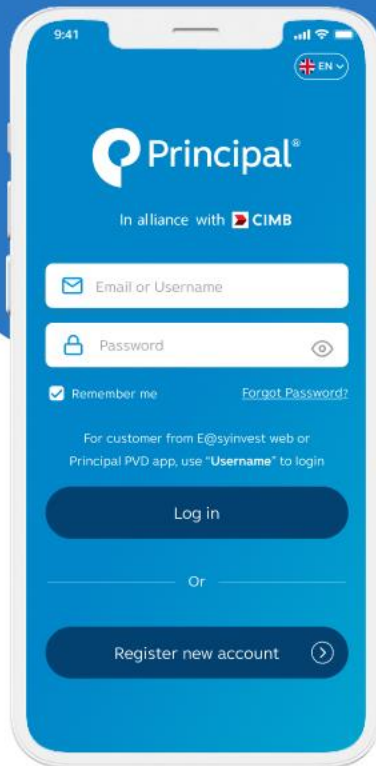 9:41
EN
Principal®
In alliance with CIMB
Email or Username
Password
Remember me
Forgot Password?
For customer from E@syinvest web or
Principal PVD app, use “Username” to login
Log in
Or
Register new account